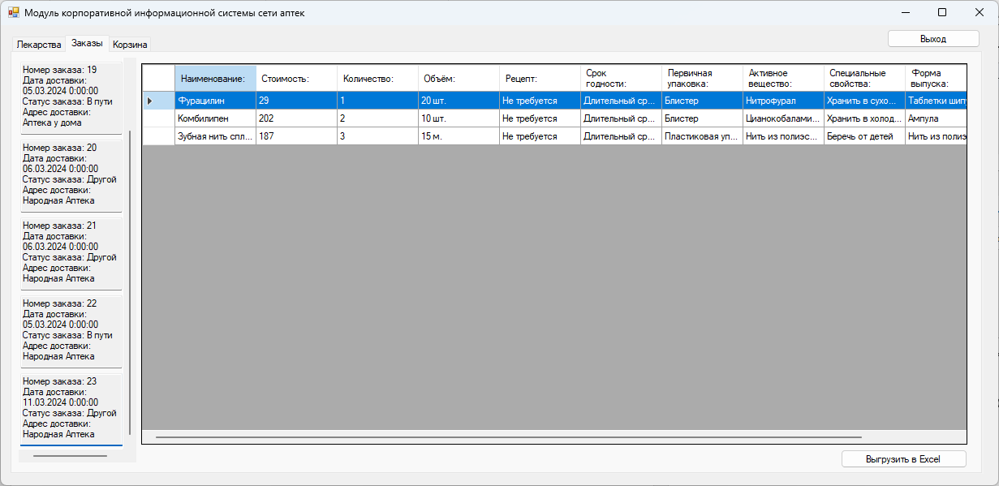 Модуль корпоративной информационной системы сети аптек
Выход
Лекарства Заказы Корзина
Номер заказа: 19
Дата доставки:
05.03.2024 0:00:00
Статус заказа: В пути
Адрес доставки:
Аптека у дома
Номер заказа: 20
Дата доставки:
06.03.2024 0:00:00
Статус заказа: Другой
Адрес доставки:
Народная Аптека
Номер заказа: 21
Дата доставки:
06.03.2024 0:00:00
Статус заказа: Другой
Адрес доставки:
Народная Аптека
Номер заказа: 22
Дата доставки:
05.03.2024 0:00:00
Статус заказа: В пути
Адрес доставки:
Народная Аптека
Номер заказа: 23
Дата доставки:
11.03.2024 0:00:00
Статус заказа: Другой
Адрес доставки:
Народная Аптека
Наименование: Стоимость: Количество: Объём: Рецепт: Срок годности: Первичная упаковка: Активное вещество: Специальные свойства: Форма выпуска:
Фурацилин 29 1 20 шт. Не требуется Длительный ср... Блистер Нитрофурал Хранить в сухо... Таблетки шип
Комбилипен 202 2 10 шт. Не требуется Длительный ср... Блистер Цианокобалами... Хранить в холод... Ампула
Зубная нить спл... 187 3 15 м. Не требуется Длительный ср... Пластиковая уп... Нить из полиэс... Беречь от детей Нить из полиэ
Выгрузить в Excel